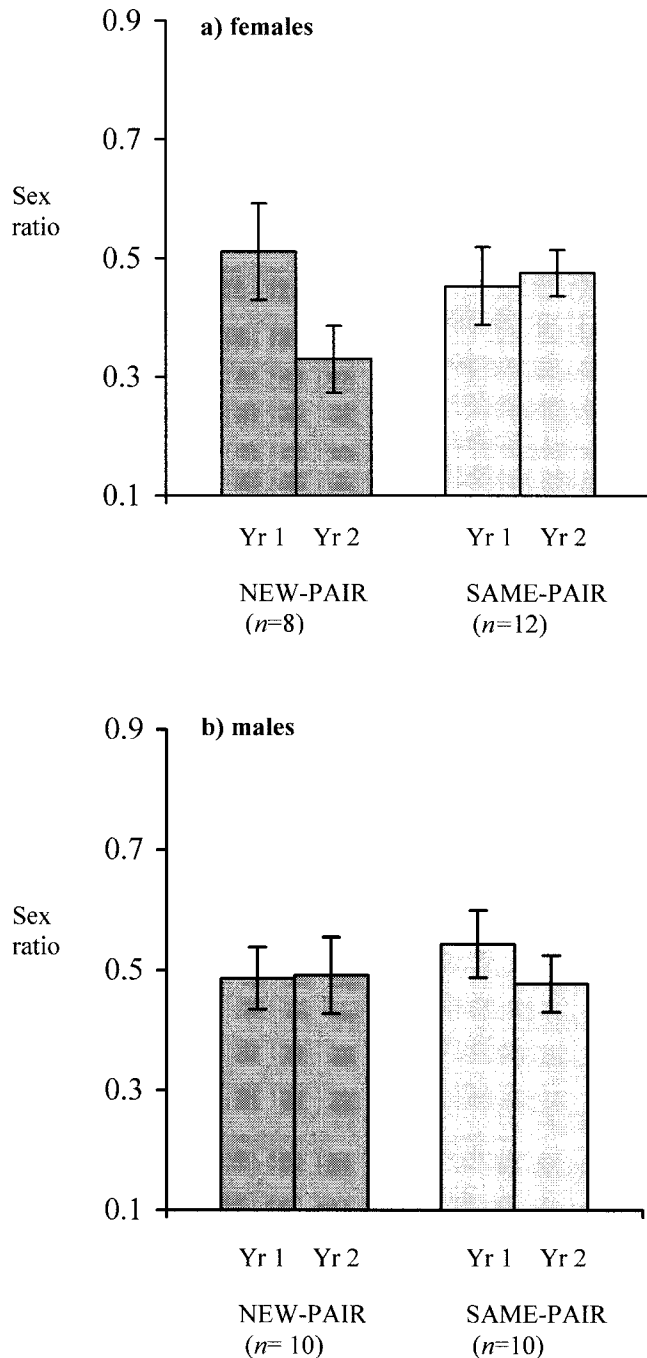 a) females
0.9
0.7
Sex
ratio
0.5
0.3
0.1
Yr 1 Yr 2 Yr 1 Yr 2
NEW-PAIR SAME-PAIR
(n=8) (n=12)
b) males
0.9
0.7
Sex
ratio
0.5
0.3
0.1
Yr 1 Yr 2 Yr 1 Yr 2
NEW-PAIR SAME-PAIR
(n= 10) (n=10)